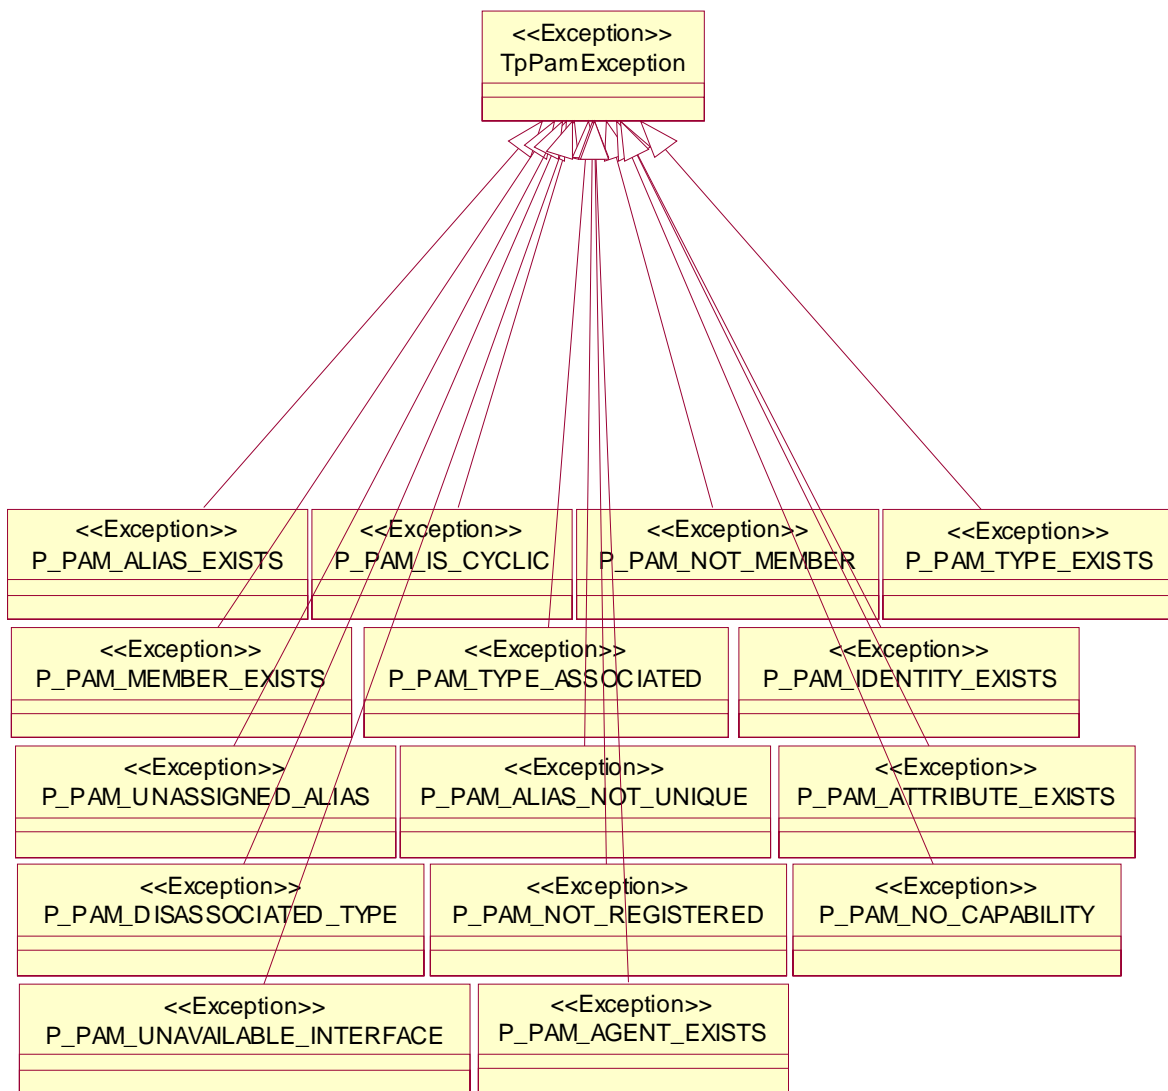 <<Exception>>
TpPamException
<<Exception>>
P_PAM_ALIAS_EXISTS
<<Exception>>
P_PAM_IS_CYCLIC
<<Exception>>
P_PAM_NOT_MEMBER
<<Exception>>
P_PAM_TYPE_EXISTS
<<Exception>>
P_PAM_MEMBER_EXISTS
<<Exception>>
P_PAM_TYPE_ASSOCIATED
<<Exception>>
P_PAM_IDENTITY_EXISTS
<<Exception>>
P_PAM_UNASSIGNED_ALIAS
<<Exception>>
P_PAM_ALIAS_NOT_UNIQUE
<<Exception>>
P_PAM_ATTRIBUTE_EXISTS
<<Exception>>
P_PAM_DISASSOCIATED_TYPE
<<Exception>>
P_PAM_NOT_REGISTERED
<<Exception>>
P_PAM_NO_CAPABILITY
<<Exception>>
P_PAM_UNAVAILABLE_INTERFACE
<<Exception>>
P_PAM_AGENT_EXISTS